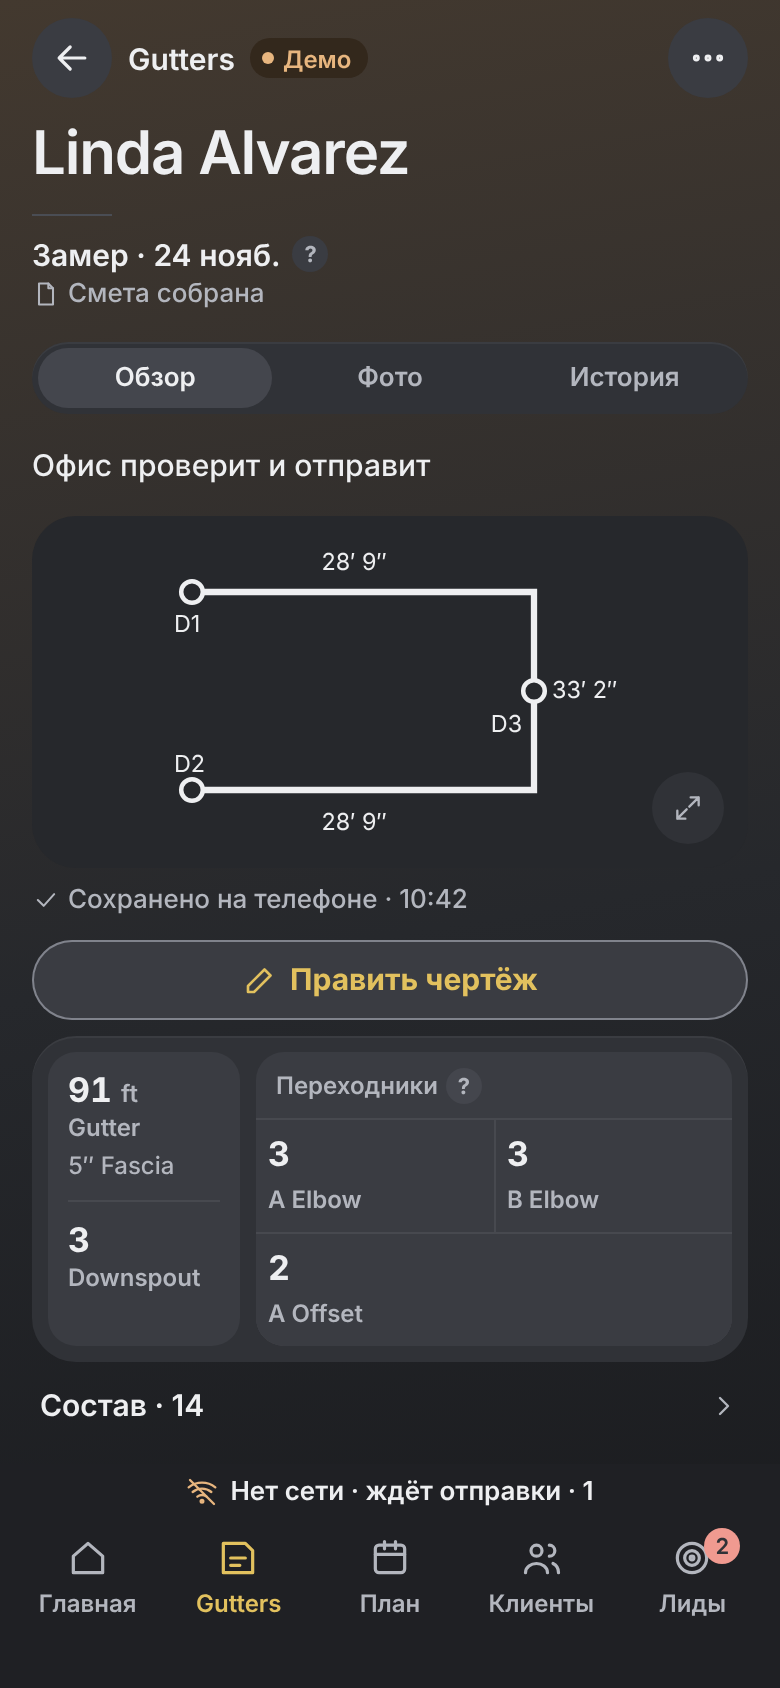 Gutters
Демо
Linda Alvarez
Замер · 24 нояб. ?
Смета собрана
Обзор
Фото
История
Офис проверит и отправит
28′ 9″
D1
33′ 2″
D3
D2
28′ 9″
Сохранено на телефоне · 10:42
Править чертёж
91 ft
Gutter
5″ Fascia
3
Downspout
Переходники ?
3
A Elbow
3
B Elbow
2
A Offset
Состав · 14
Нет сети · ждёт отправки · 1
2
Главная
Gutters
План
Клиенты
Лиды